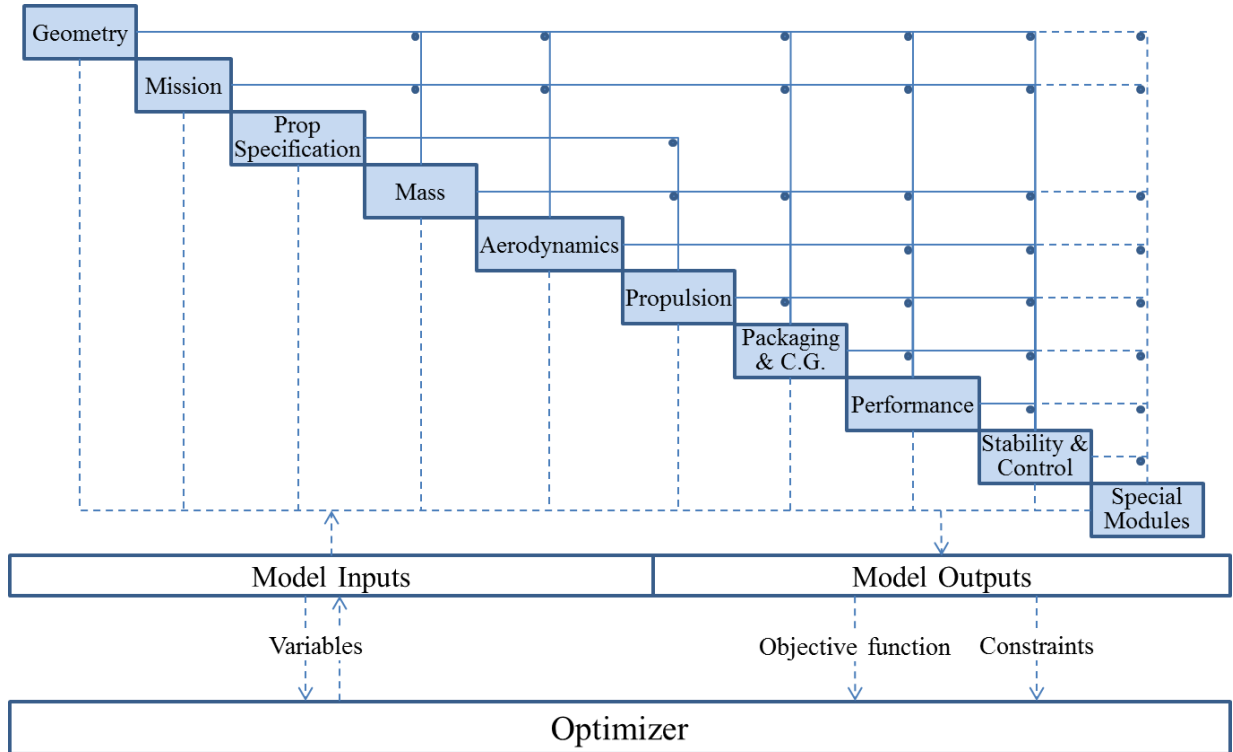 Geometry
Mission
Prop
Specification
Mass
Aerodynamics
Propulsion
Packaging
& C.G.
Performance
Stability &
Control
Special
Modules
Model Inputs
Model Outputs
Variables
Objective function
Constraints
Optimizer